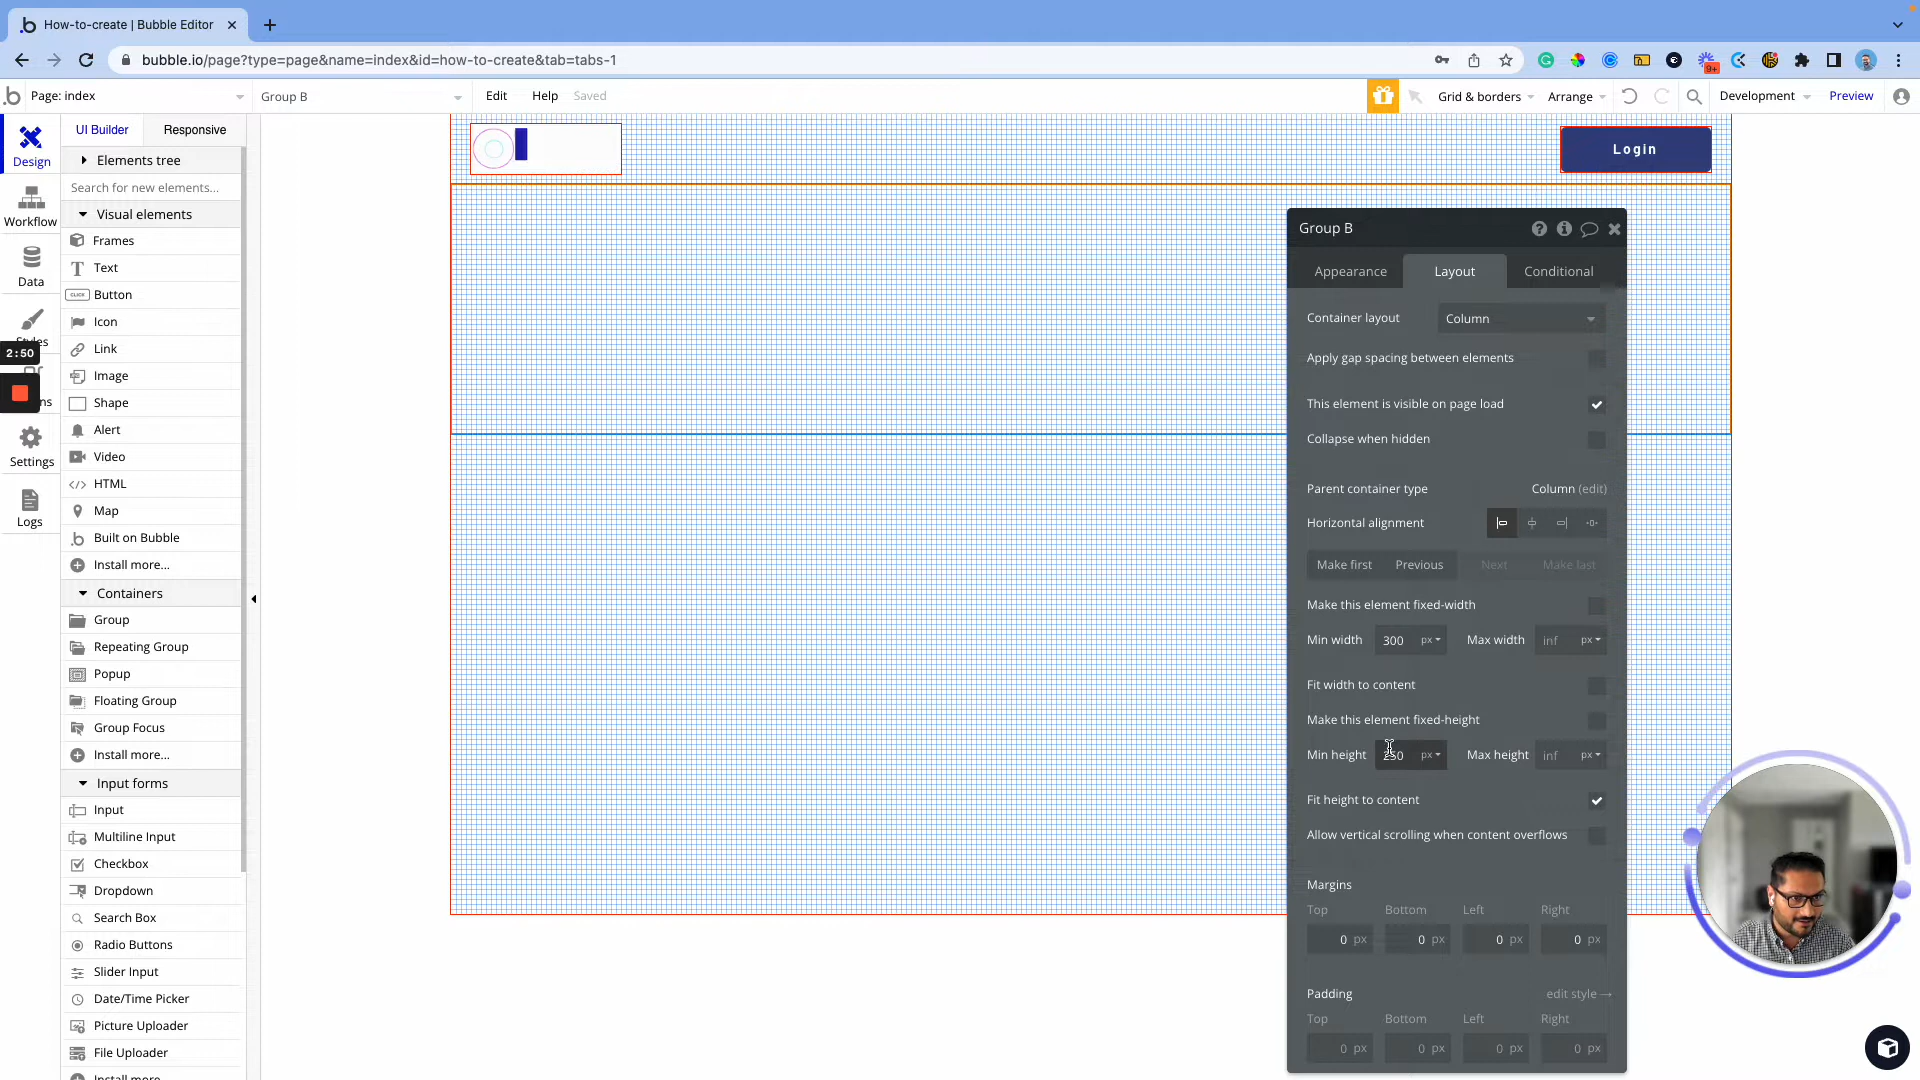 How-to-create | Bubble Editor
bubble.io/page?type=page&name=index&id=how-to-create&tab=tabs-1
9+
Page: index
Group B
Edit
Help
Saved
Grid & borders
Arrange
Development
Preview
UI Builder
Responsive
Design
Workflow
Data
Styles
2:50
Settings
Logs
Elements tree
Search for new elements...
Visual elements
Frames
Text
CLICK
Button
Icon
Link
Image
Shape
Alert
Video
HTML
Map
Built on Bubble
Install more...
Containers
Group
Repeating Group
Popup
Floating Group
Group Focus
Install more...
Input forms
Input
Multiline Input
Checkbox
Dropdown
Search Box
Radio Buttons
Slider Input
Date/Time Picker
Picture Uploader
File Uploader
Install more
Login
Group B
Appearance
Layout
Conditional
Container layout
Column
Apply gap spacing between elements
This element is visible on page load
Collapse when hidden
Parent container type
Column (edit)
Horizontal alignment
Make first
Previous
Next
Make last
Make this element fixed-width
Min width 300 px
Max width inf px
Fit width to content
Make this element fixed-height
Min height 250 px
Max height inf px
Fit height to content
Allow vertical scrolling when content overflows
Margins
Top Bottom Left Right
0 px 0 px 0 px 0 px
Padding
edit style →
Top Bottom Left Right
0 px 0 px 0 px 0 px